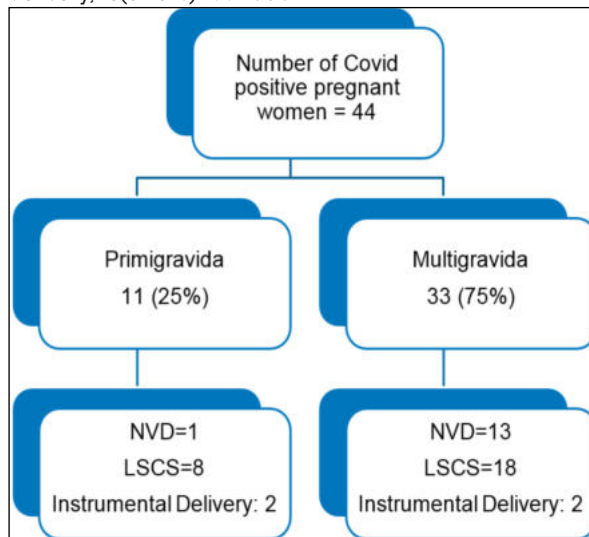 Number of Covid
positive pregnant
women = 44
Primigravida
11 (25%)
Multigravida
33 (75%)
NVD=1
LSCS=8
Instrumental Delivery: 2
NVD=13
LSCS=18
Instrumental Delivery: 2